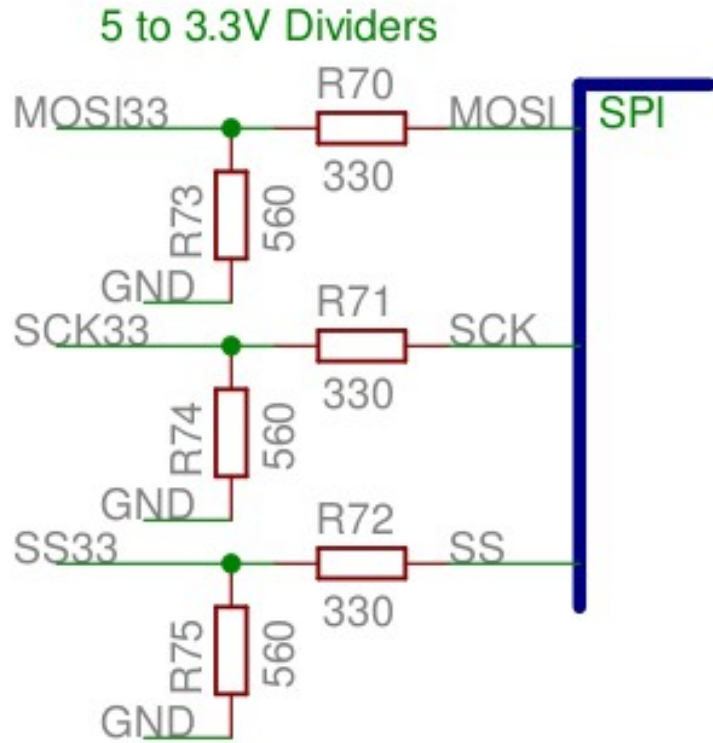 5 to 3.3V Dividers
R70
MOSI33
MOSI
SPI
330
R73
560
GND
R71
SCK33
SCK
330
R74
560
GND
R72
SS33
SS
330
R75
560
GND